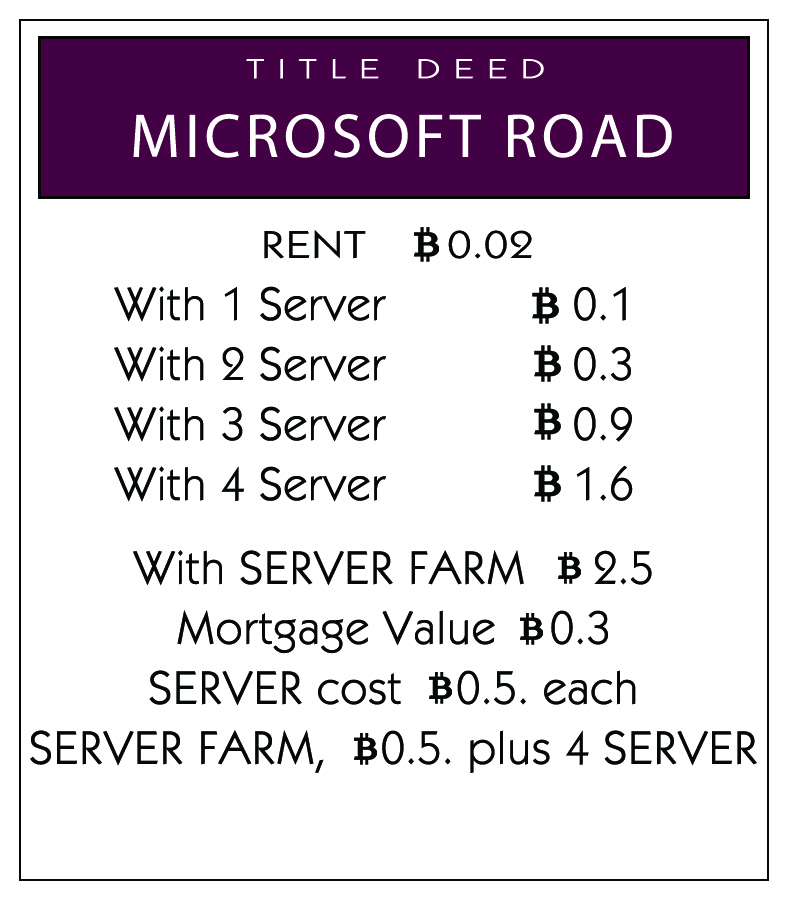 TITLE DEED
MICROSOFT ROAD
RENT ₿ 0.02
With 1 Server ₿ 0.1
With 2 Server ₿ 0.3
With 3 Server ₿ 0.9
With 4 Server ₿ 1.6
With SERVER FARM ₿ 2.5
Mortgage Value ₿0.3
SERVER cost ₿0.5. each
SERVER FARM, ₿0.5. plus 4 SERVER